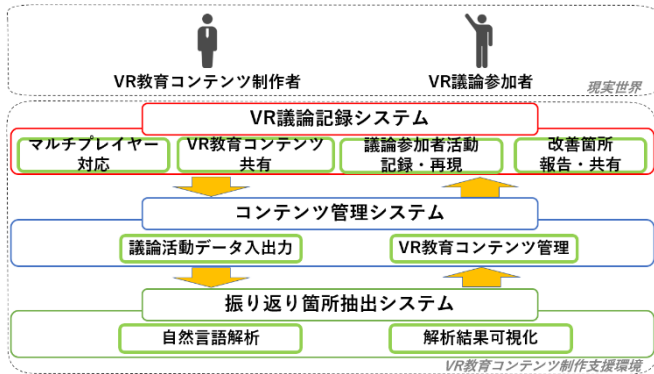 VR教育コンテンツ制作者
VR議論参加者
現実世界
VR議論記録システム
マルチプレイヤー
対応
VR教育コンテンツ
共有
議論参加者活動
記録・再現
改善箇所
報告・共有
コンテンツ管理システム
議論活動データ入出力
VR教育コンテンツ管理
振り返り箇所抽出システム
自然言語解析
解析結果可視化
VR教育コンテンツ制作支援環境